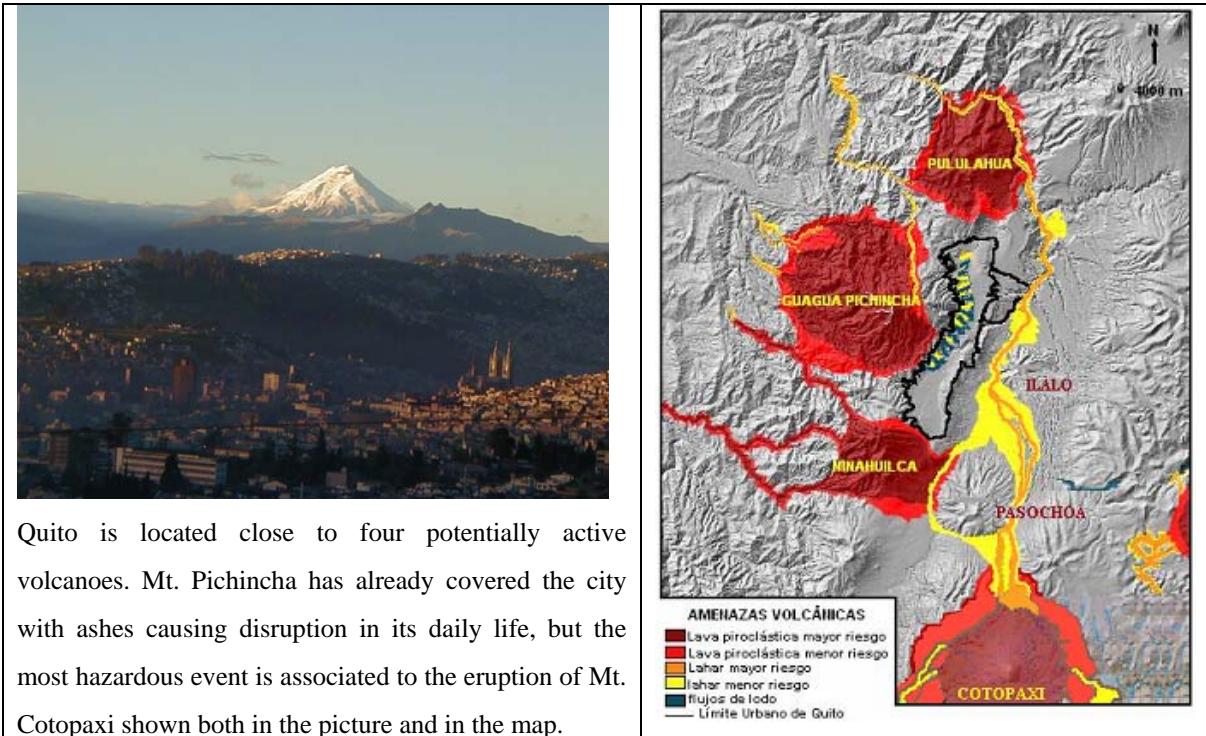 Quito is located close to four potentially active
volcanoes. Mt. Pichincha has already covered the city
with ashes causing disruption in its daily life, but the
most hazardous event is associated to the eruption of Mt.
Cotopaxi shown both in the picture and in the map.
N
4000 m
PULULAHUA
GUAGUA PICHINCHA
ILALO
NINAHUILCA
PASOCHOA
COTOPAXI
AMENAZAS VOLCÁNICAS
Lava piroclástica mayor riesgo
Lava piroclástica menor riesgo
Lahar mayor riesgo
lahar menor riesgo
flujos de lodo
Límite Urbano de Quito